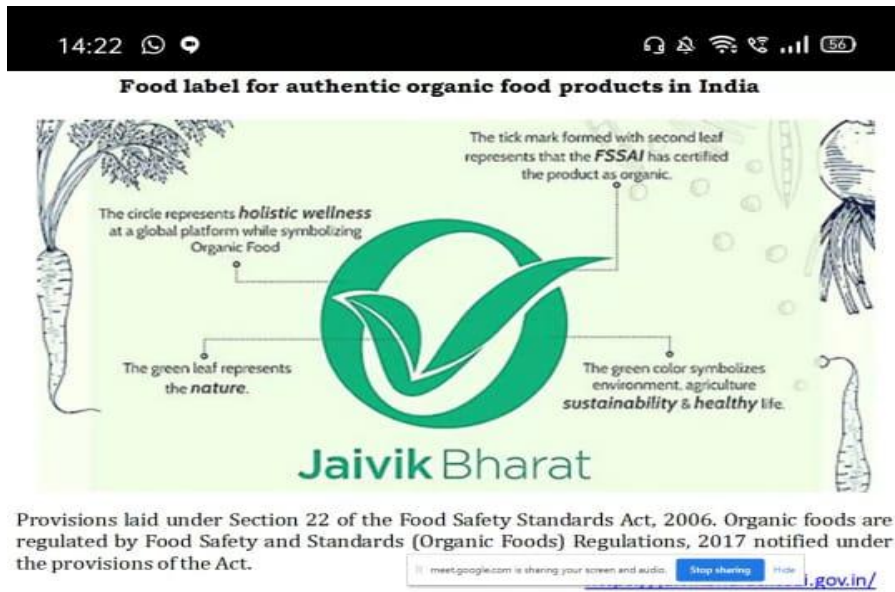 14:22
56
Food label for authentic organic food products in India
The tick mark formed with second leaf
represents that the FSSAI has certified
the product as organic.
The circle represents holistic wellness
at a global platform while symbolizing
Organic Food
The green leaf represents
the nature.
The green color symbolizes
environment, agriculture
sustainability & healthy life.
Jaivik Bharat
Provisions laid under Section 22 of the Food Safety Standards Act, 2006. Organic foods are
regulated by Food Safety and Standards (Organic Foods) Regulations, 2017 notified under
the provisions of the Act.
meet.google.com is sharing your screen and audio. Stop sharing Hide
i.gov.in/